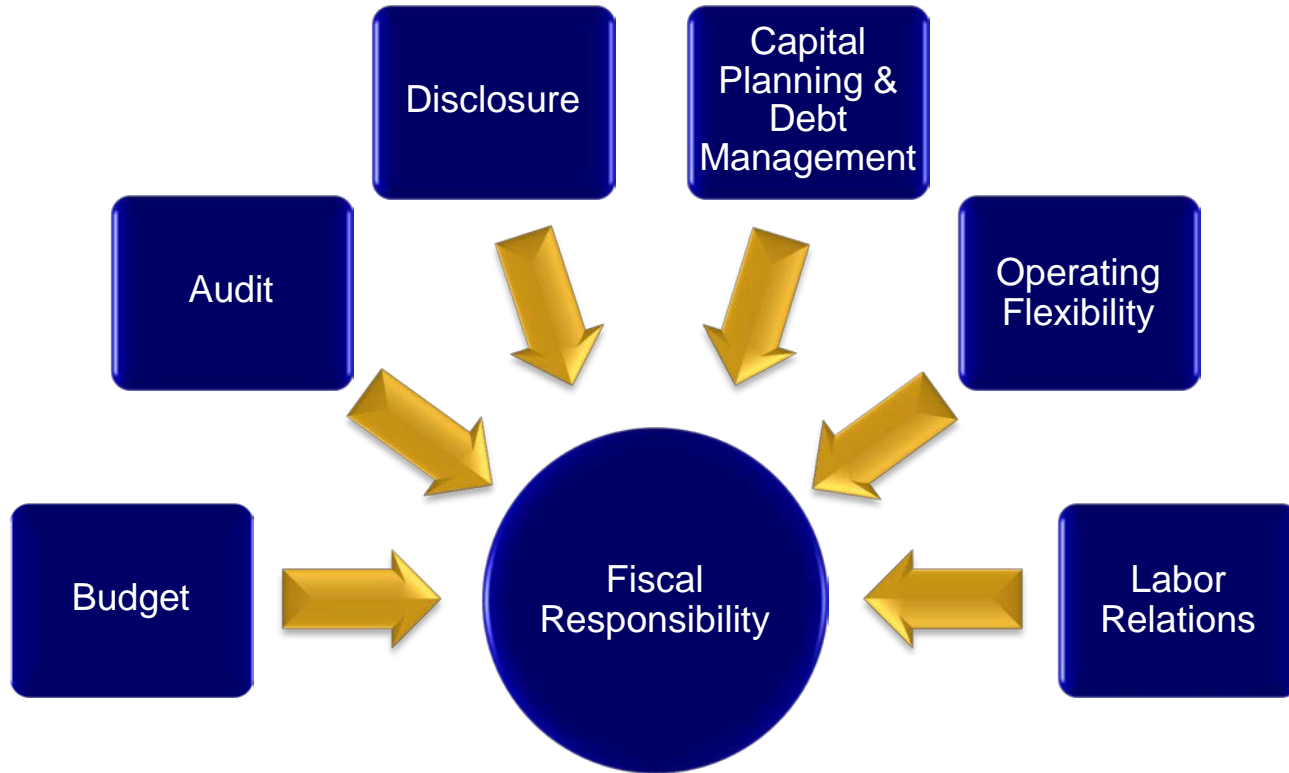 Disclosure
Capital
Planning &
Debt
Management
Audit
Operating
Flexibility
Budget
Fiscal
Responsibility
Labor
Relations